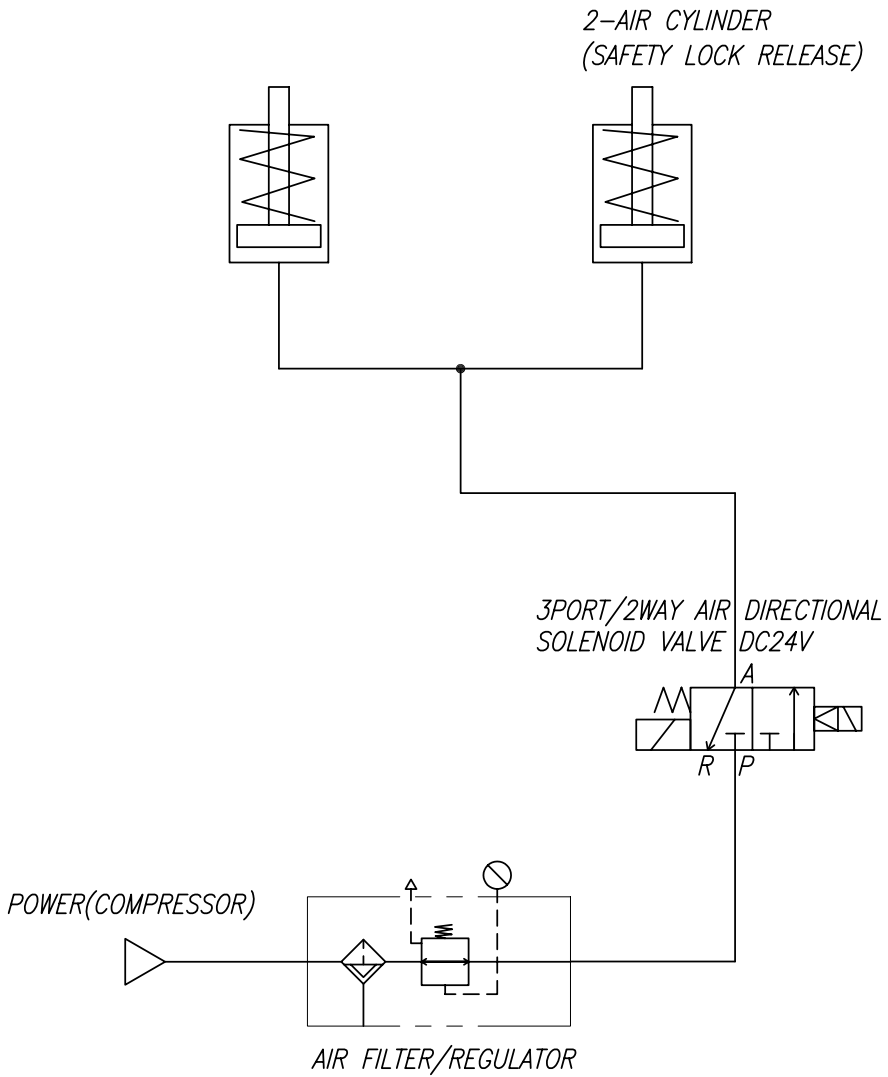 2-AIR CYLINDER
(SAFETY LOCK RELEASE)
3PORT/2WAY AIR DIRECTIONAL
SOLENOID VALVE DC24V
A
R P
POWER(COMPRESSOR)
AIR FILTER/REGULATOR